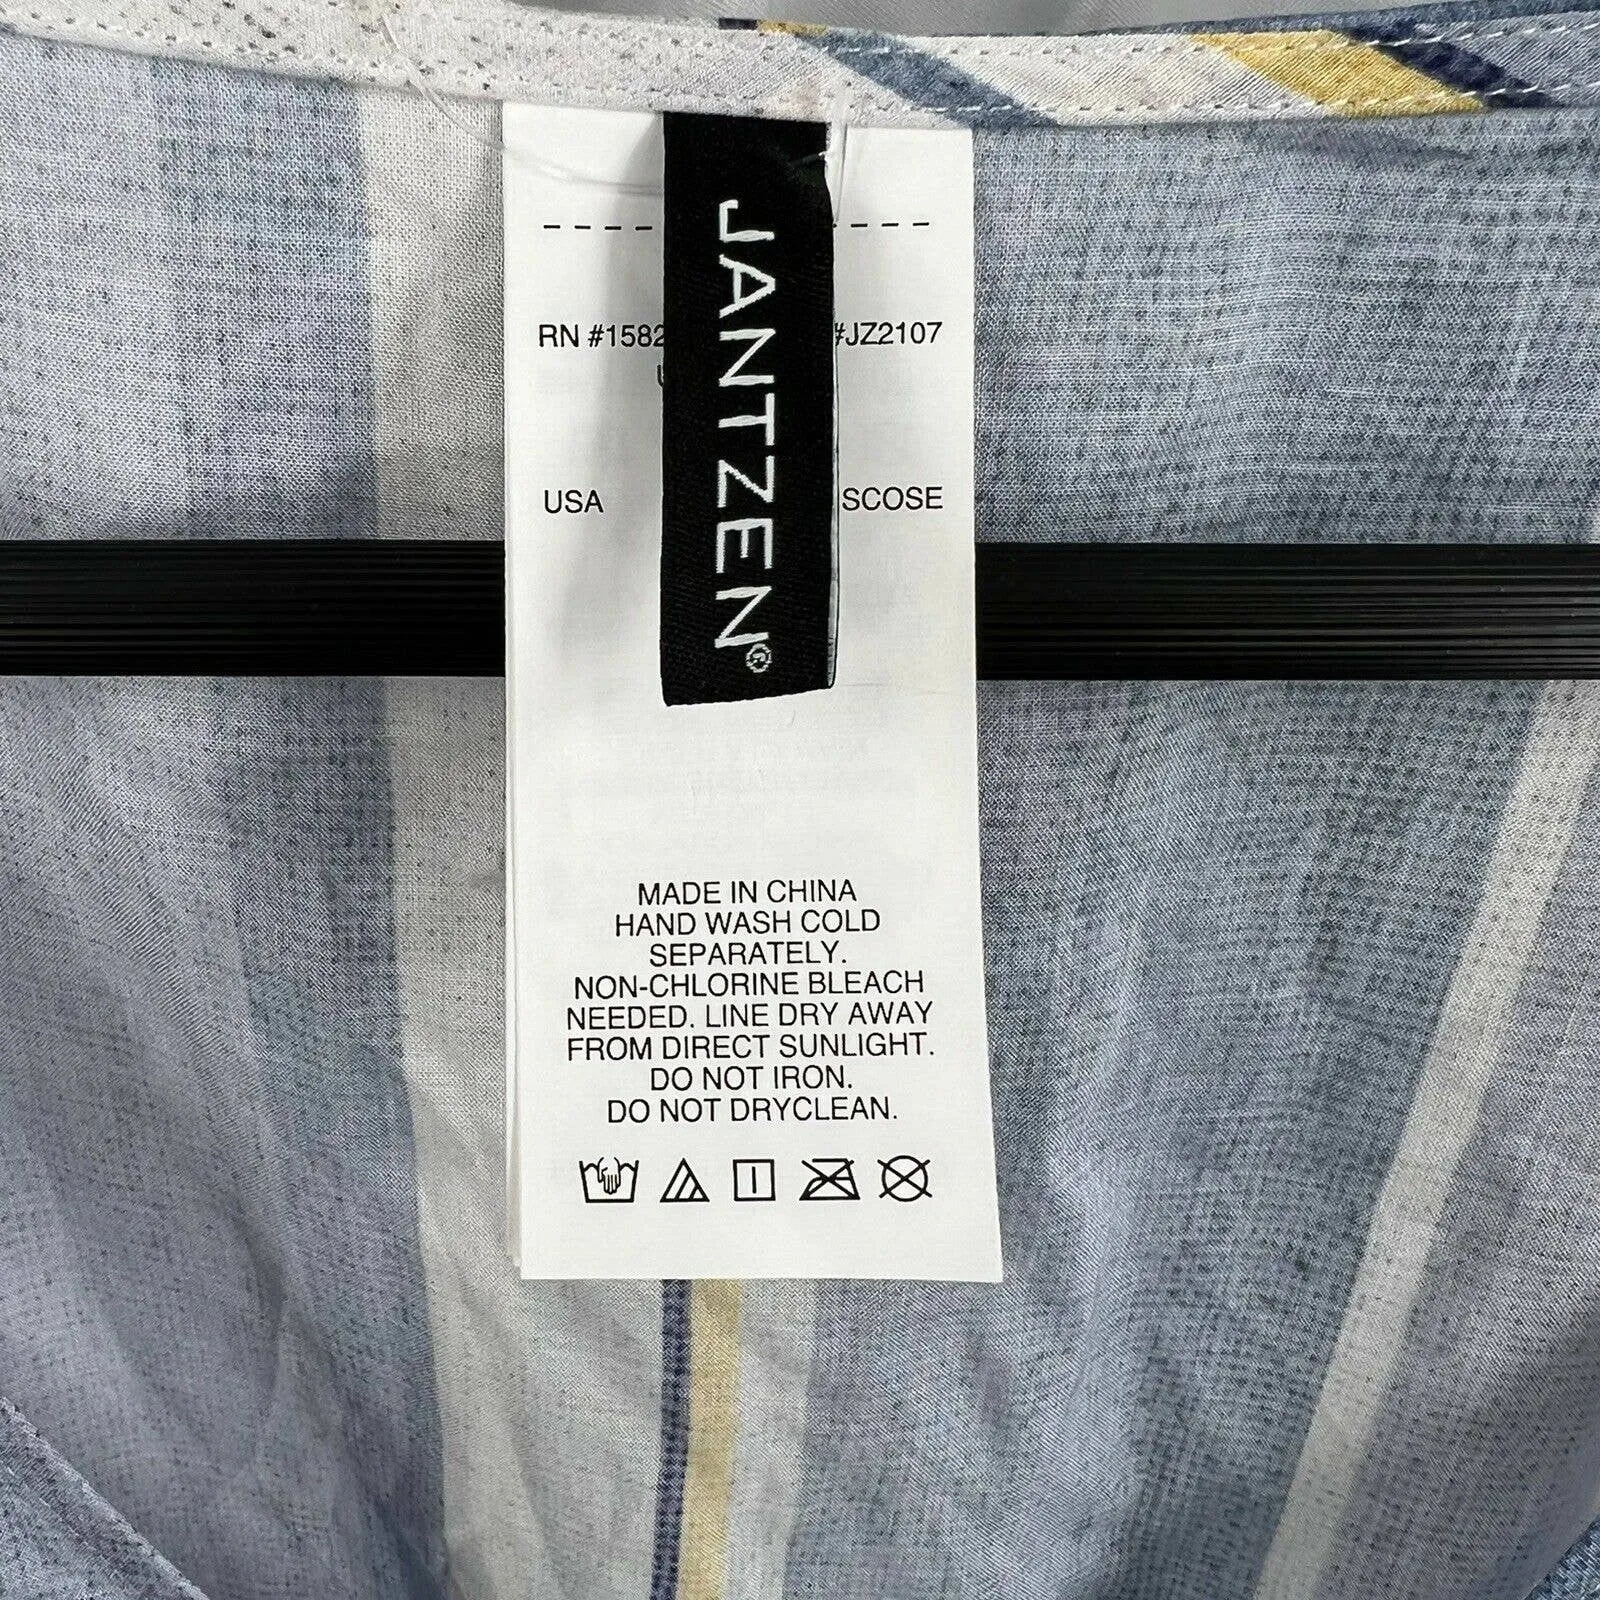 JANTZEN®
RN #1582 #JZ2107
USA SCOSE
MADE IN CHINA
HAND WASH COLD
SEPARATELY.
NON-CHLORINE BLEACH
NEEDED. LINE DRY AWAY
FROM DIRECT SUNLIGHT.
DO NOT IRON.
DO NOT DRYCLEAN.